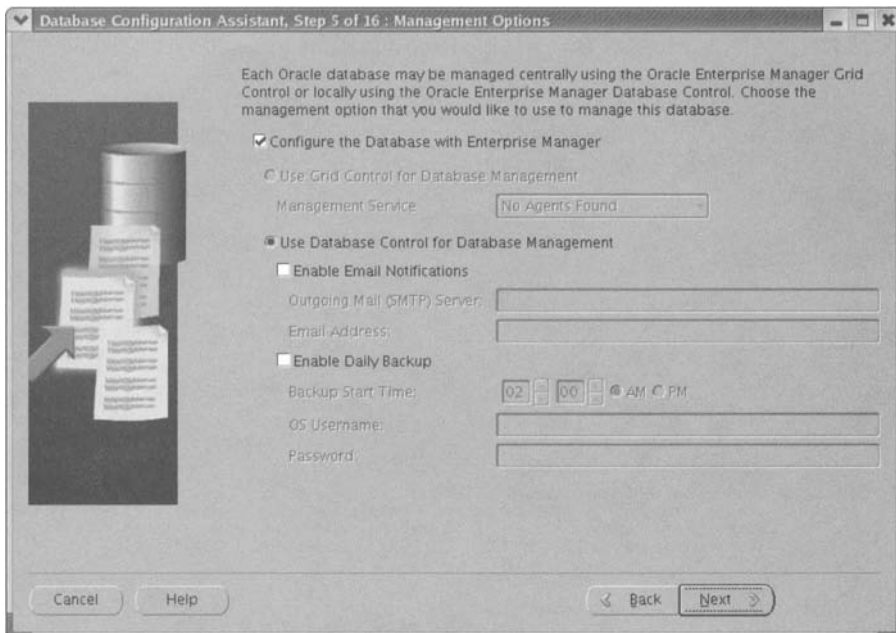 Database Configuration Assistant, Step 5 of 16 : Management Options
Each Oracle database may be managed centrally using the Oracle Enterprise Manager Grid
Control or locally using the Oracle Enterprise Manager Database Control. Choose the
management option that you would like to use to manage this database.
Configure the Database with Enterprise Manager
Use Grid Control for Database Management
Management Service No Agents Found
Use Database Control for Database Management
Enable Email Notifications
Outgoing Mail (SMTP) Server:
Email Address:
Enable Daily Backup
Backup Start Time: 02 00 AM PM
OS Username:
Password:
Cancel Help Back Next